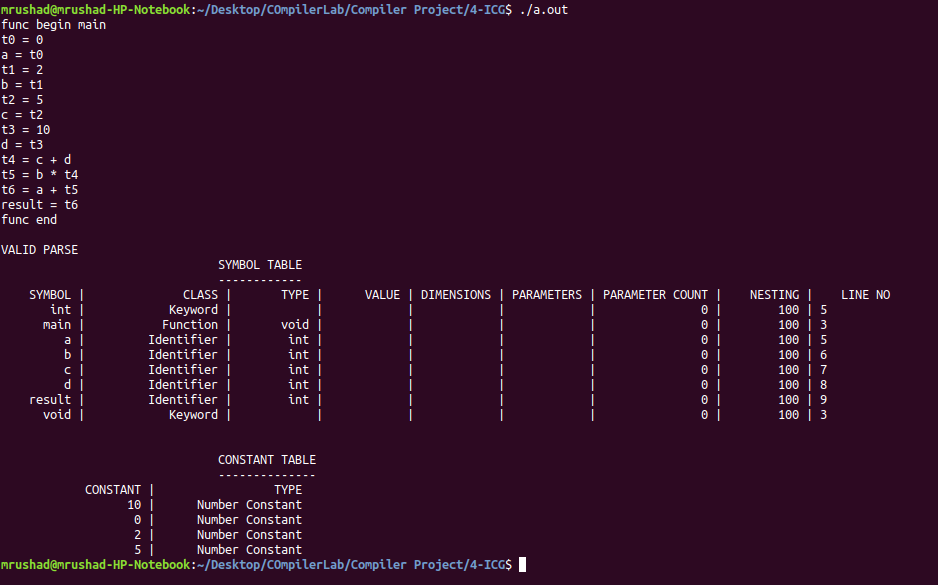 mrushad@mrushad-HP-Notebook:~/Desktop/COmpilerLab/Compiler Project/4-ICG$ ./a.out
func begin main
t0 = 0
a = t0
t1 = 2
b = t1
t2 = 5
c = t2
t3 = 10
d = t3
t4 = c + d
t5 = b * t4
t6 = a + t5
result = t6
func end
VALID PARSE
SYMBOL TABLE
------------
SYMBOL | CLASS | TYPE | VALUE | DIMENSIONS | PARAMETERS | PARAMETER COUNT | NESTING | LINE NO
int | Keyword | | | | | 0 | 100 | 5
main | Function | void | | | | 0 | 100 | 3
a | Identifier | int | | | | 0 | 100 | 5
b | Identifier | int | | | | 0 | 100 | 6
c | Identifier | int | | | | 0 | 100 | 7
d | Identifier | int | | | | 0 | 100 | 8
result | Identifier | int | | | | 0 | 100 | 9
void | Keyword | | | | | 0 | 100 | 3
CONSTANT TABLE
--------------
CONSTANT | TYPE
10 | Number Constant
0 | Number Constant
2 | Number Constant
5 | Number Constant
mrushad@mrushad-HP-Notebook:~/Desktop/COmpilerLab/Compiler Project/4-ICG$